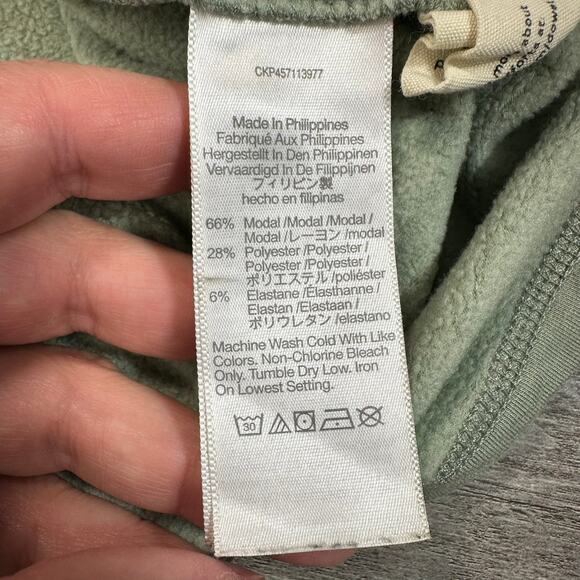 CKP457113977
Made In Philippines
Fabriqué Aux Philippines
Hergestellt In Den Philippinen
Vervaardigd In De Filippijnen
フィリピン製
hecho en filipinas
66% Modal /Modal /Modal /
Modal /レーヨン /modal
28% Polyester /Polyester /
Polyester /Polyester /
ポリエステル /poliéster
6% Elastane /Élasthanne /
Elastan /Elastaan /
ポリウレタン /elastano
Machine Wash Cold With Like
Colors. Non-Chlorine Bleach
Only. Tumble Dry Low. Iron
On Lowest Setting.
30
about
at